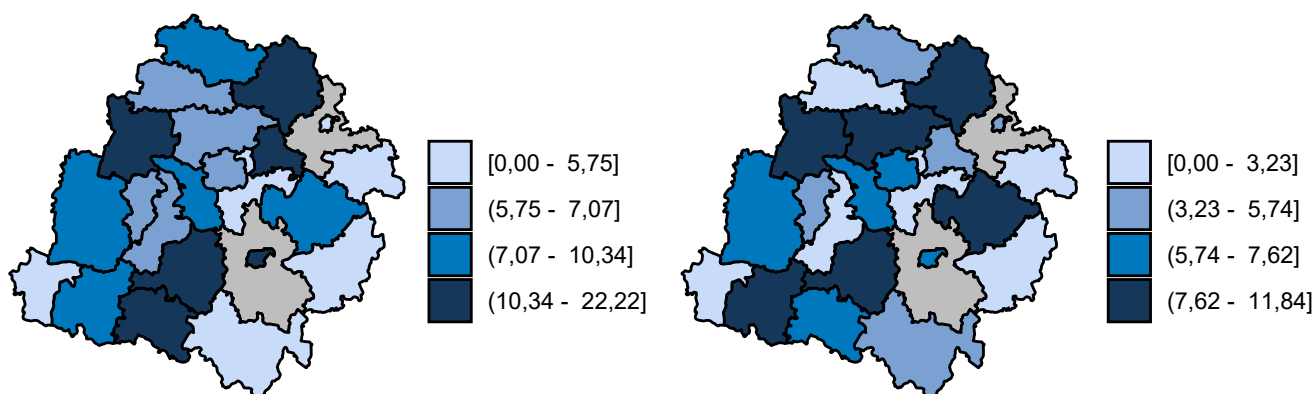 [0,00 - 5,75]
(5,75 - 7,07]
(7,07 - 10,34]
(10,34 - 22,22]
[0,00 - 3,23]
(3,23 - 5,74]
(5,74 - 7,62]
(7,62 - 11,84]